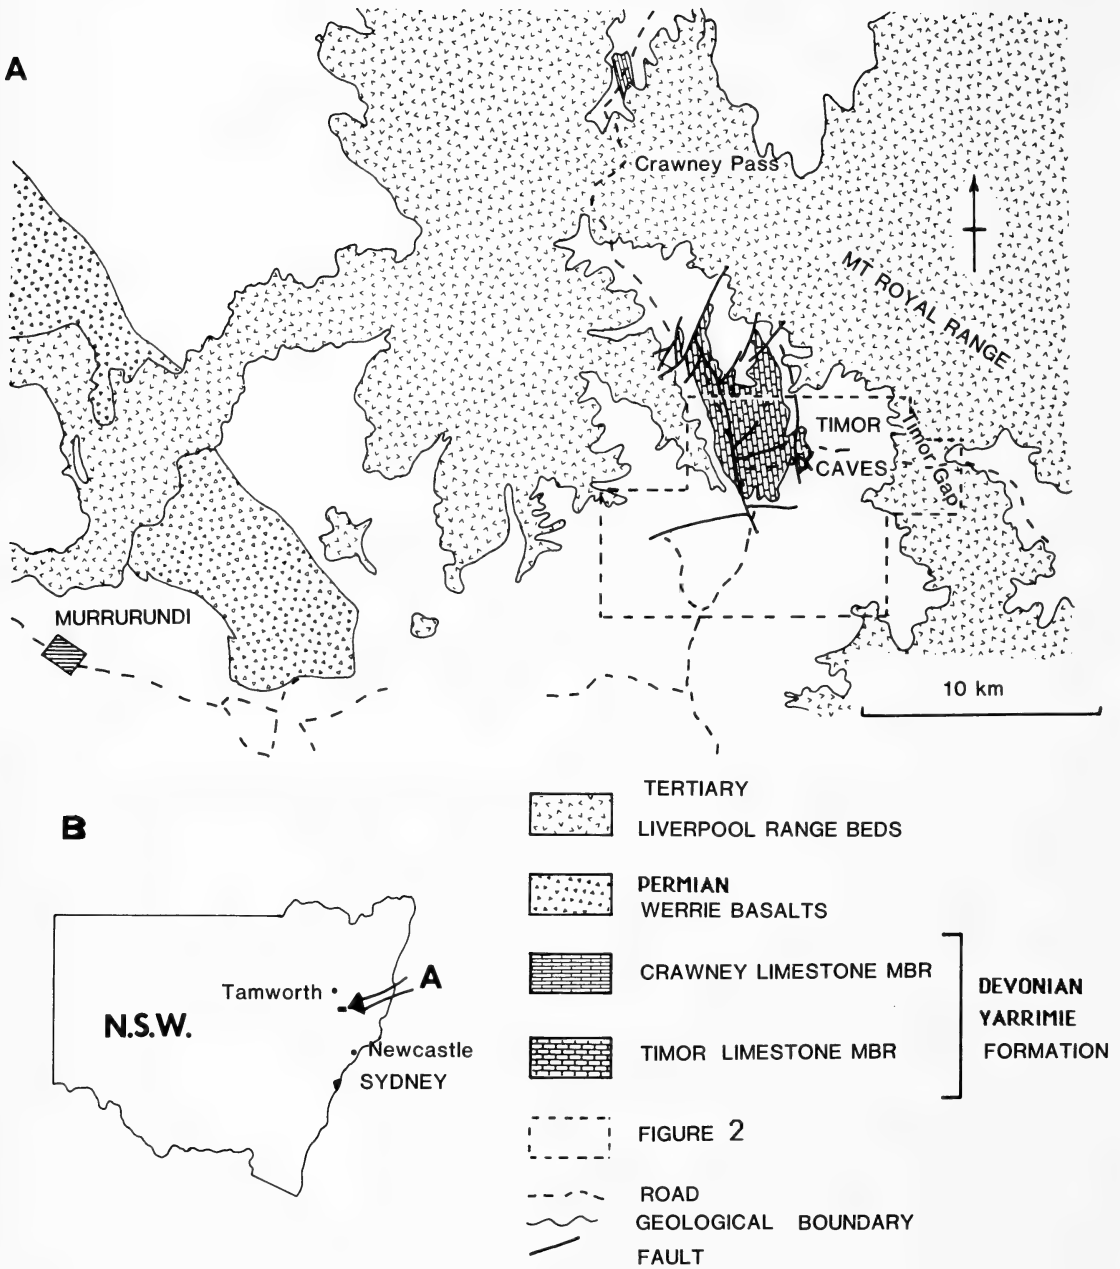 A
Crawney Pass
MT ROYAL RANGE
TIMOR
CAVES
Timor Gap
MURRURUNDI
10 km
B
Tamworth
A
N.S.W.
Newcastle
SYDNEY
TERTIARY
LIVERPOOL RANGE BEDS
PERMIAN
WERRIE BASALTS
CRAWNEY LIMESTONE MBR
TIMOR LIMESTONE MBR
DEVONIAN
YARRIMIE
FORMATION
FIGURE 2
ROAD
GEOLOGICAL BOUNDARY
FAULT